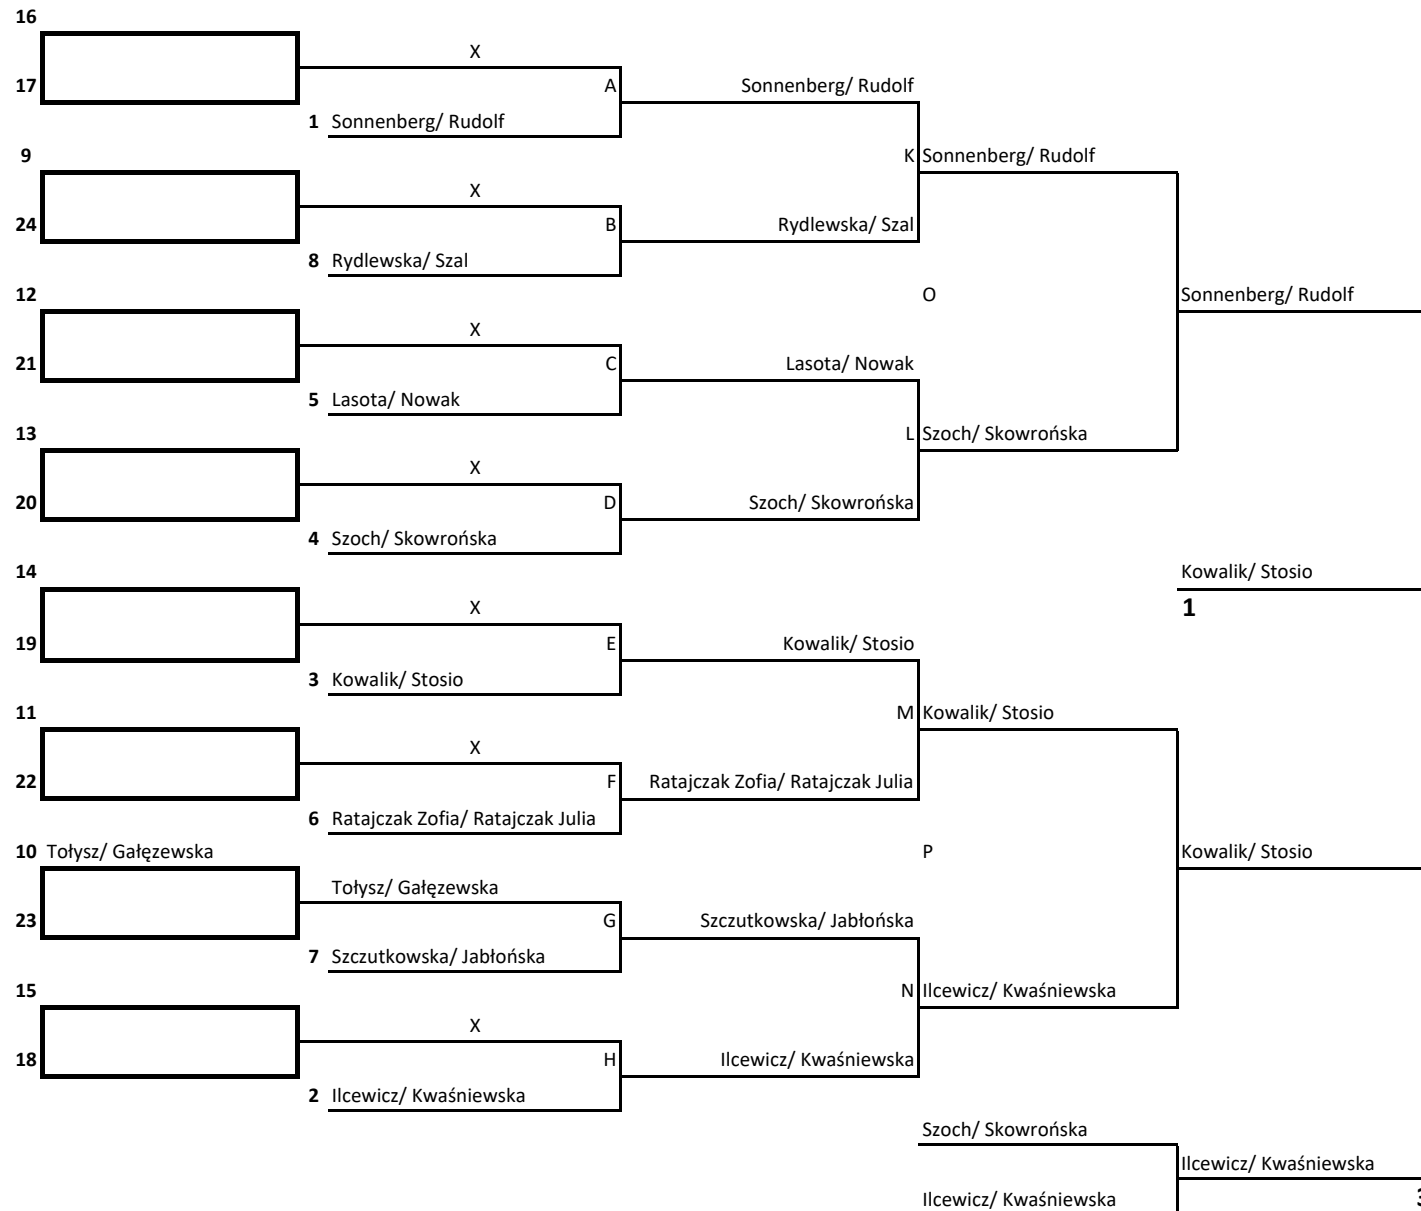 16
X
17 A Sonnenberg/ Rudolf
1 Sonnenberg/ Rudolf
9 K Sonnenberg/ Rudolf
X
24 B Rydlewska/ Szal
8 Rydlewska/ Szal
12 O Sonnenberg/ Rudolf
X
21 C Lasota/ Nowak
5 Lasota/ Nowak
13 L Szoch/ Skowrońska
X
20 D Szoch/ Skowrońska
4 Szoch/ Skowrońska
14 Kowalik/ Stosio
X 1
19 E Kowalik/ Stosio
3 Kowalik/ Stosio
11 M Kowalik/ Stosio
X
22 F Ratajczak Zofia/ Ratajczak Julia
6 Ratajczak Zofia/ Ratajczak Julia
10 Tołysz/ Gałęzewska P Kowalik/ Stosio
Tołysz/ Gałęzewska
23 G Szczutkowska/ Jabłońska
7 Szczutkowska/ Jabłońska
15 N Ilcewicz/ Kwaśniewska
X
18 H Ilcewicz/ Kwaśniewska
2 Ilcewicz/ Kwaśniewska
Szoch/ Skowrońska
Ilcewicz/ Kwaśniewska
Ilcewicz/ Kwaśniewska 3